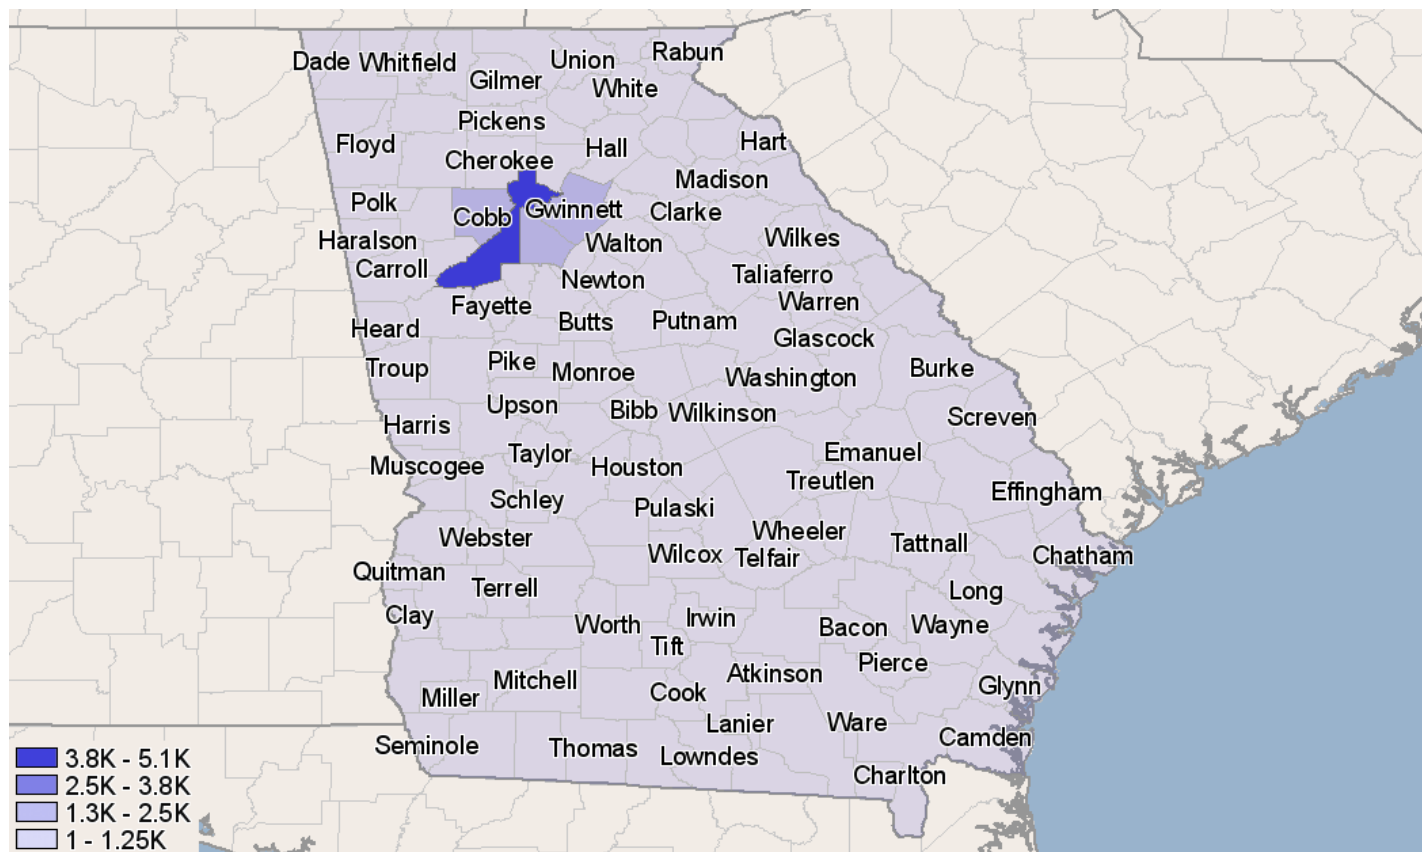 Rabun
Union
Dade
Whitfield
Gilmer
White
Pickens
Hart
Floyd
Hall
Cherokee
Madison
Polk
Gwinnett
Clarke
Cobb
Wilkes
Haralson
Walton
Carroll
Taliaferro
Newton
Warren
Fayette
Putnam
Butts
Heard
Glascock
Pike
Troup
Burke
Monroe
Washington
Upson
Bibb
Wilkinson
Screven
Harris
Emanuel
Taylor
Muscogee
Houston
Treutlen
Effingham
Schley
Pulaski
Wheeler
Webster
Tattnall
Wilcox
Chatham
Telfair
Quitman
Terrell
Long
Clay
Irwin
Worth
Wayne
Bacon
Tift
Pierce
Atkinson
Mitchell
Glynn
Cook
Miller
Lanier
Ware
Camden
Seminole
Thomas
Lowndes
Charlton
3.8K - 5.1K
2.5K - 3.8K
1.3K - 2.5K
1 - 1.25K